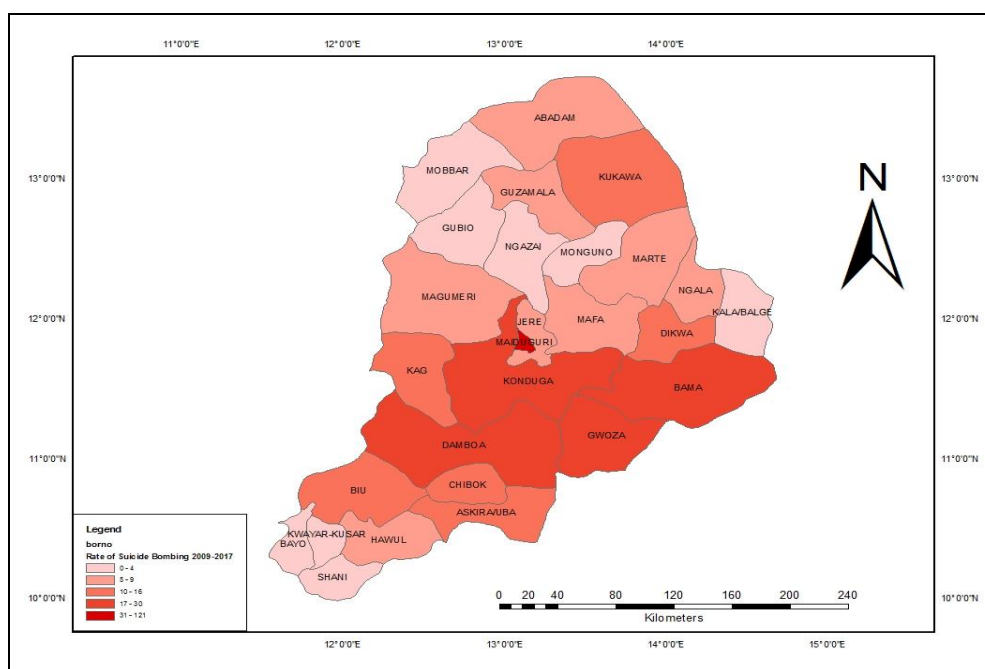 11°0'0"E 12°0'0"E 13°0'0"E 14°0'0"E
ABADAM
MOBBAR
13°0'0"N
KUKAWA
13°0'0"N
N
GUZAMALA
GUBIO
NGAZAI
MONGUNO
MARTE
NGALA
MAGUMERI
KALA/BALGE
12°0'0"N
JERE
MAFA
12°0'0"N
DIKWA
MAIDUGURI
KAG
KONDUGA
BAMA
GWOZA
DAMBOA
11°0'0"N
11°0'0"N
CHIBOK
BIU
ASKIRA/UBA
KWAYAR-KUSAR
HAWUL
BAYO
SHANI
Legend
borno
Rate of Suicide Bombing 2009-2017
0 - 4
5 - 9
10 - 16
17 - 30
31 - 121
10°0'0"N
10°0'0"N
0 20 40 80 120 160 200 240
Kilometers
12°0'0"E 13°0'0"E 14°0'0"E 15°0'0"E